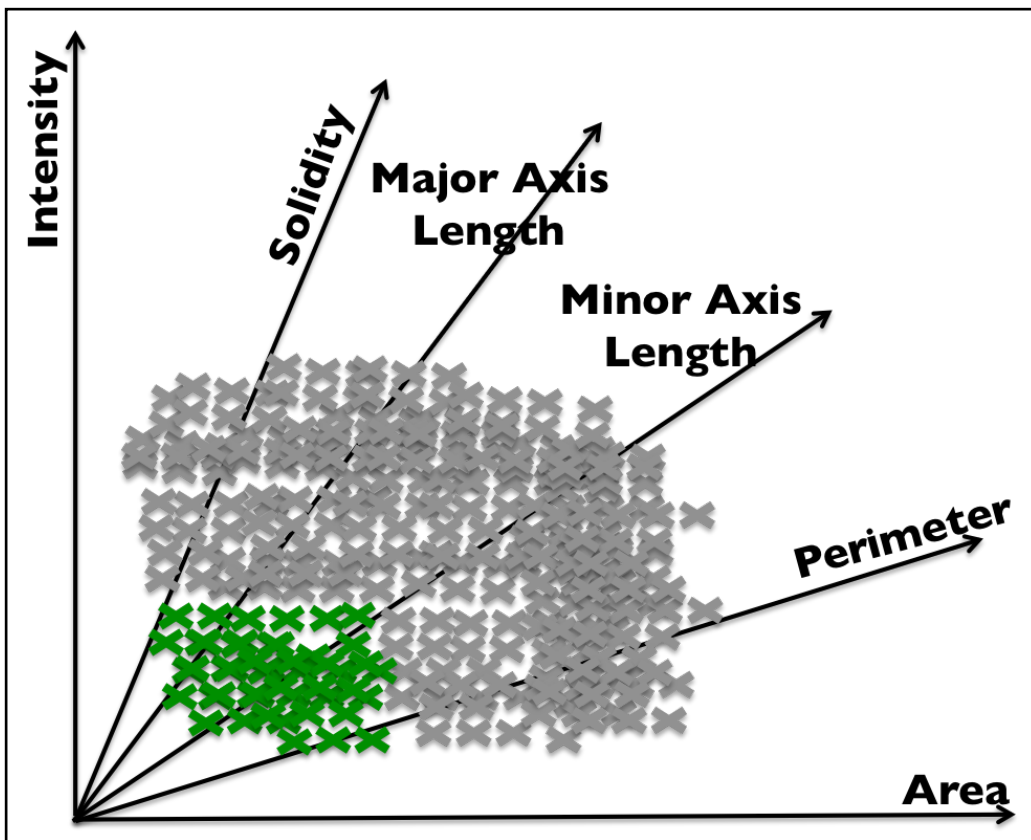 Intensity
Solidity
Major Axis
Length
Minor Axis
Length
Perimeter
Area